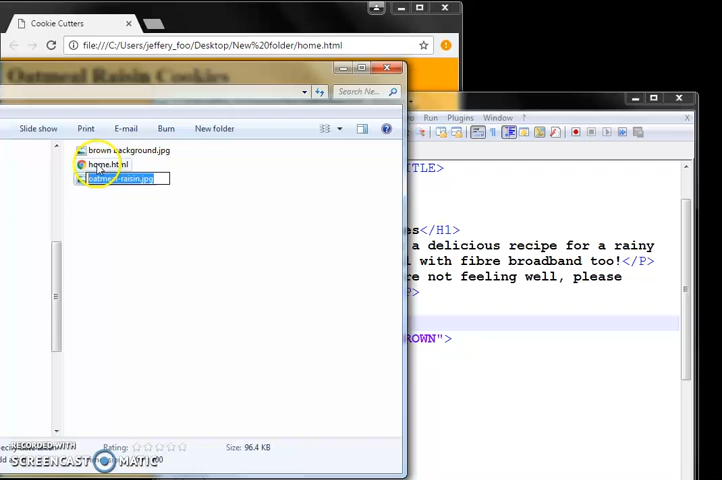 Cookie Cutters
file:///C:/Users/jeffery_foo/Desktop/New%20folder/home.html
Oatmeal Raisin Cookies
Search Ne...
Slide show Print E-mail Burn New folder
brown background.jpg
home.html
oatmeal-raisin.jpg
Run Plugins Window ?
X
TITLE>
es</H1>
a delicious recipe for a rainy
l with fibre broadband too!</P>
re not feeling well, please
>
ROWN">
Rating: Size: 96.4 KB
RECORDED WITH
SCREENCAST MATIC